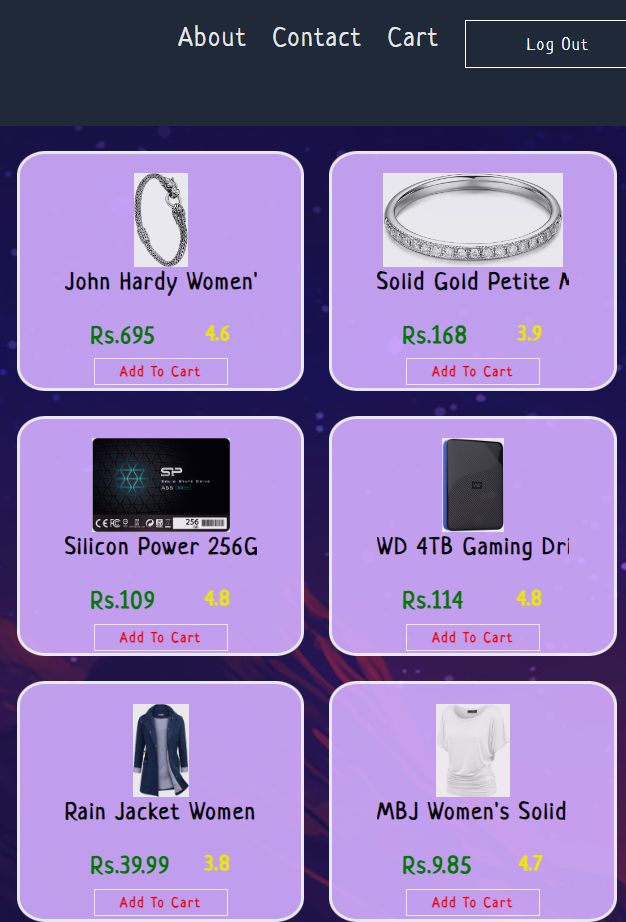 About Contact Cart Log Out
John Hardy Women'
Solid Gold Petite
Rs.695 4.6
Rs.168 3.9
Add To Cart
Add To Cart
SP
256
Silicon Power 256G
WD 4TB Gaming Dri
Rs.109 4.8
Rs.114 4.8
Add To Cart
Add To Cart
Rain Jacket Women
MBJ Women's Solid
Rs.39.99 3.8
Rs.9.85 4.7
Add To Cart
Add To Cart